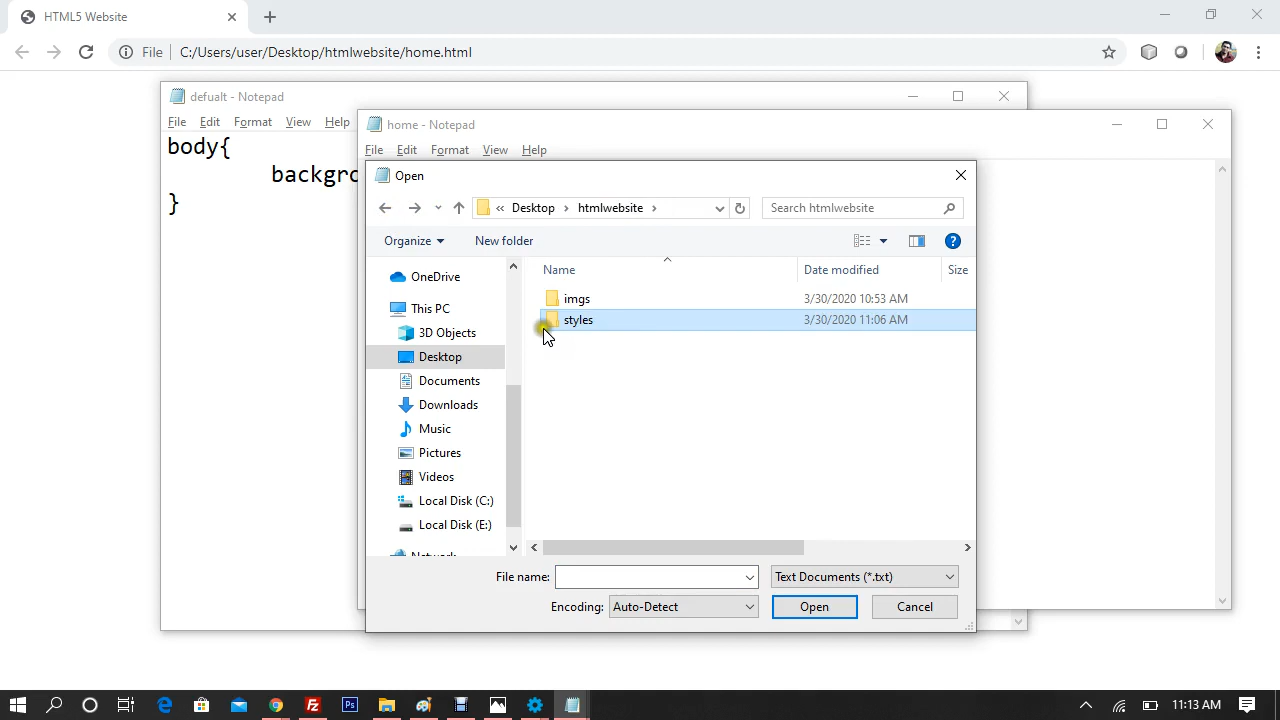 HTML5 Website
File
C:/Users/user/Desktop/htmlwebsite/home.html
defualt - Notepad
File Edit Format View Help
body{
backgro
}
home - Notepad
File Edit Format View Help
Open
« Desktop › htmlwebsite ›
Search htmlwebsite
Organize
New folder
Name
Date modified
Size
OneDrive
This PC
3D Objects
Desktop
Documents
Downloads
Music
Pictures
Videos
Local Disk (C:)
Local Disk (E:)
Network
imgs 3/30/2020 10:53 AM
styles 3/30/2020 11:06 AM
File name:
Text Documents (*.txt)
Encoding: Auto-Detect
Open
Cancel
11:13 AM